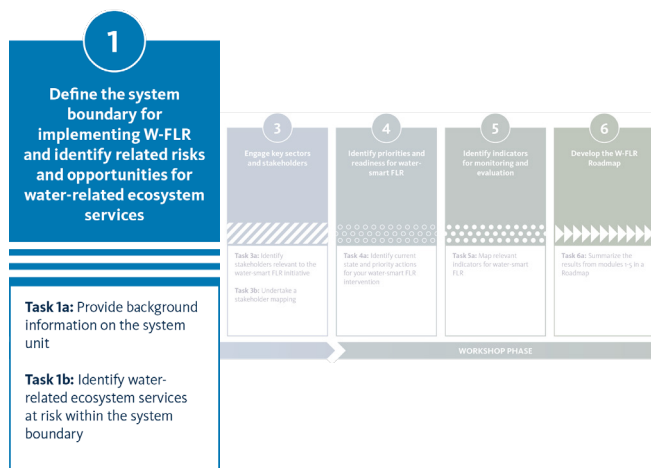 1
Define the system
boundary for
implementing W-FLR
and identify related risks
and opportunities for
water-related ecosystem
services
Task 1a: Provide background
information on the system
unit
Task 1b: Identify water-
related ecosystem services
at risk within the system
boundary
3
Engage key sectors
and stakeholders
Task 3a: Identify
stakeholders relevant to the
water-smart FLR Initiative
Task 3b: Undertake a
stakeholder mapping
4
Identify priorities and
readiness for water-
smart FLR
Task 4a: Identify current
state and priority actions
for your water-smart FLR
intervention
5
Identify indicators
for monitoring and
evaluation
Task 5a: Map relevant
indicators for water-smart
FLR
6
Develop the W-FLR
Roadmap
Task 6a: Summarize the
results from modules 1-5 in a
Roadmap
WORKSHOP PHASE